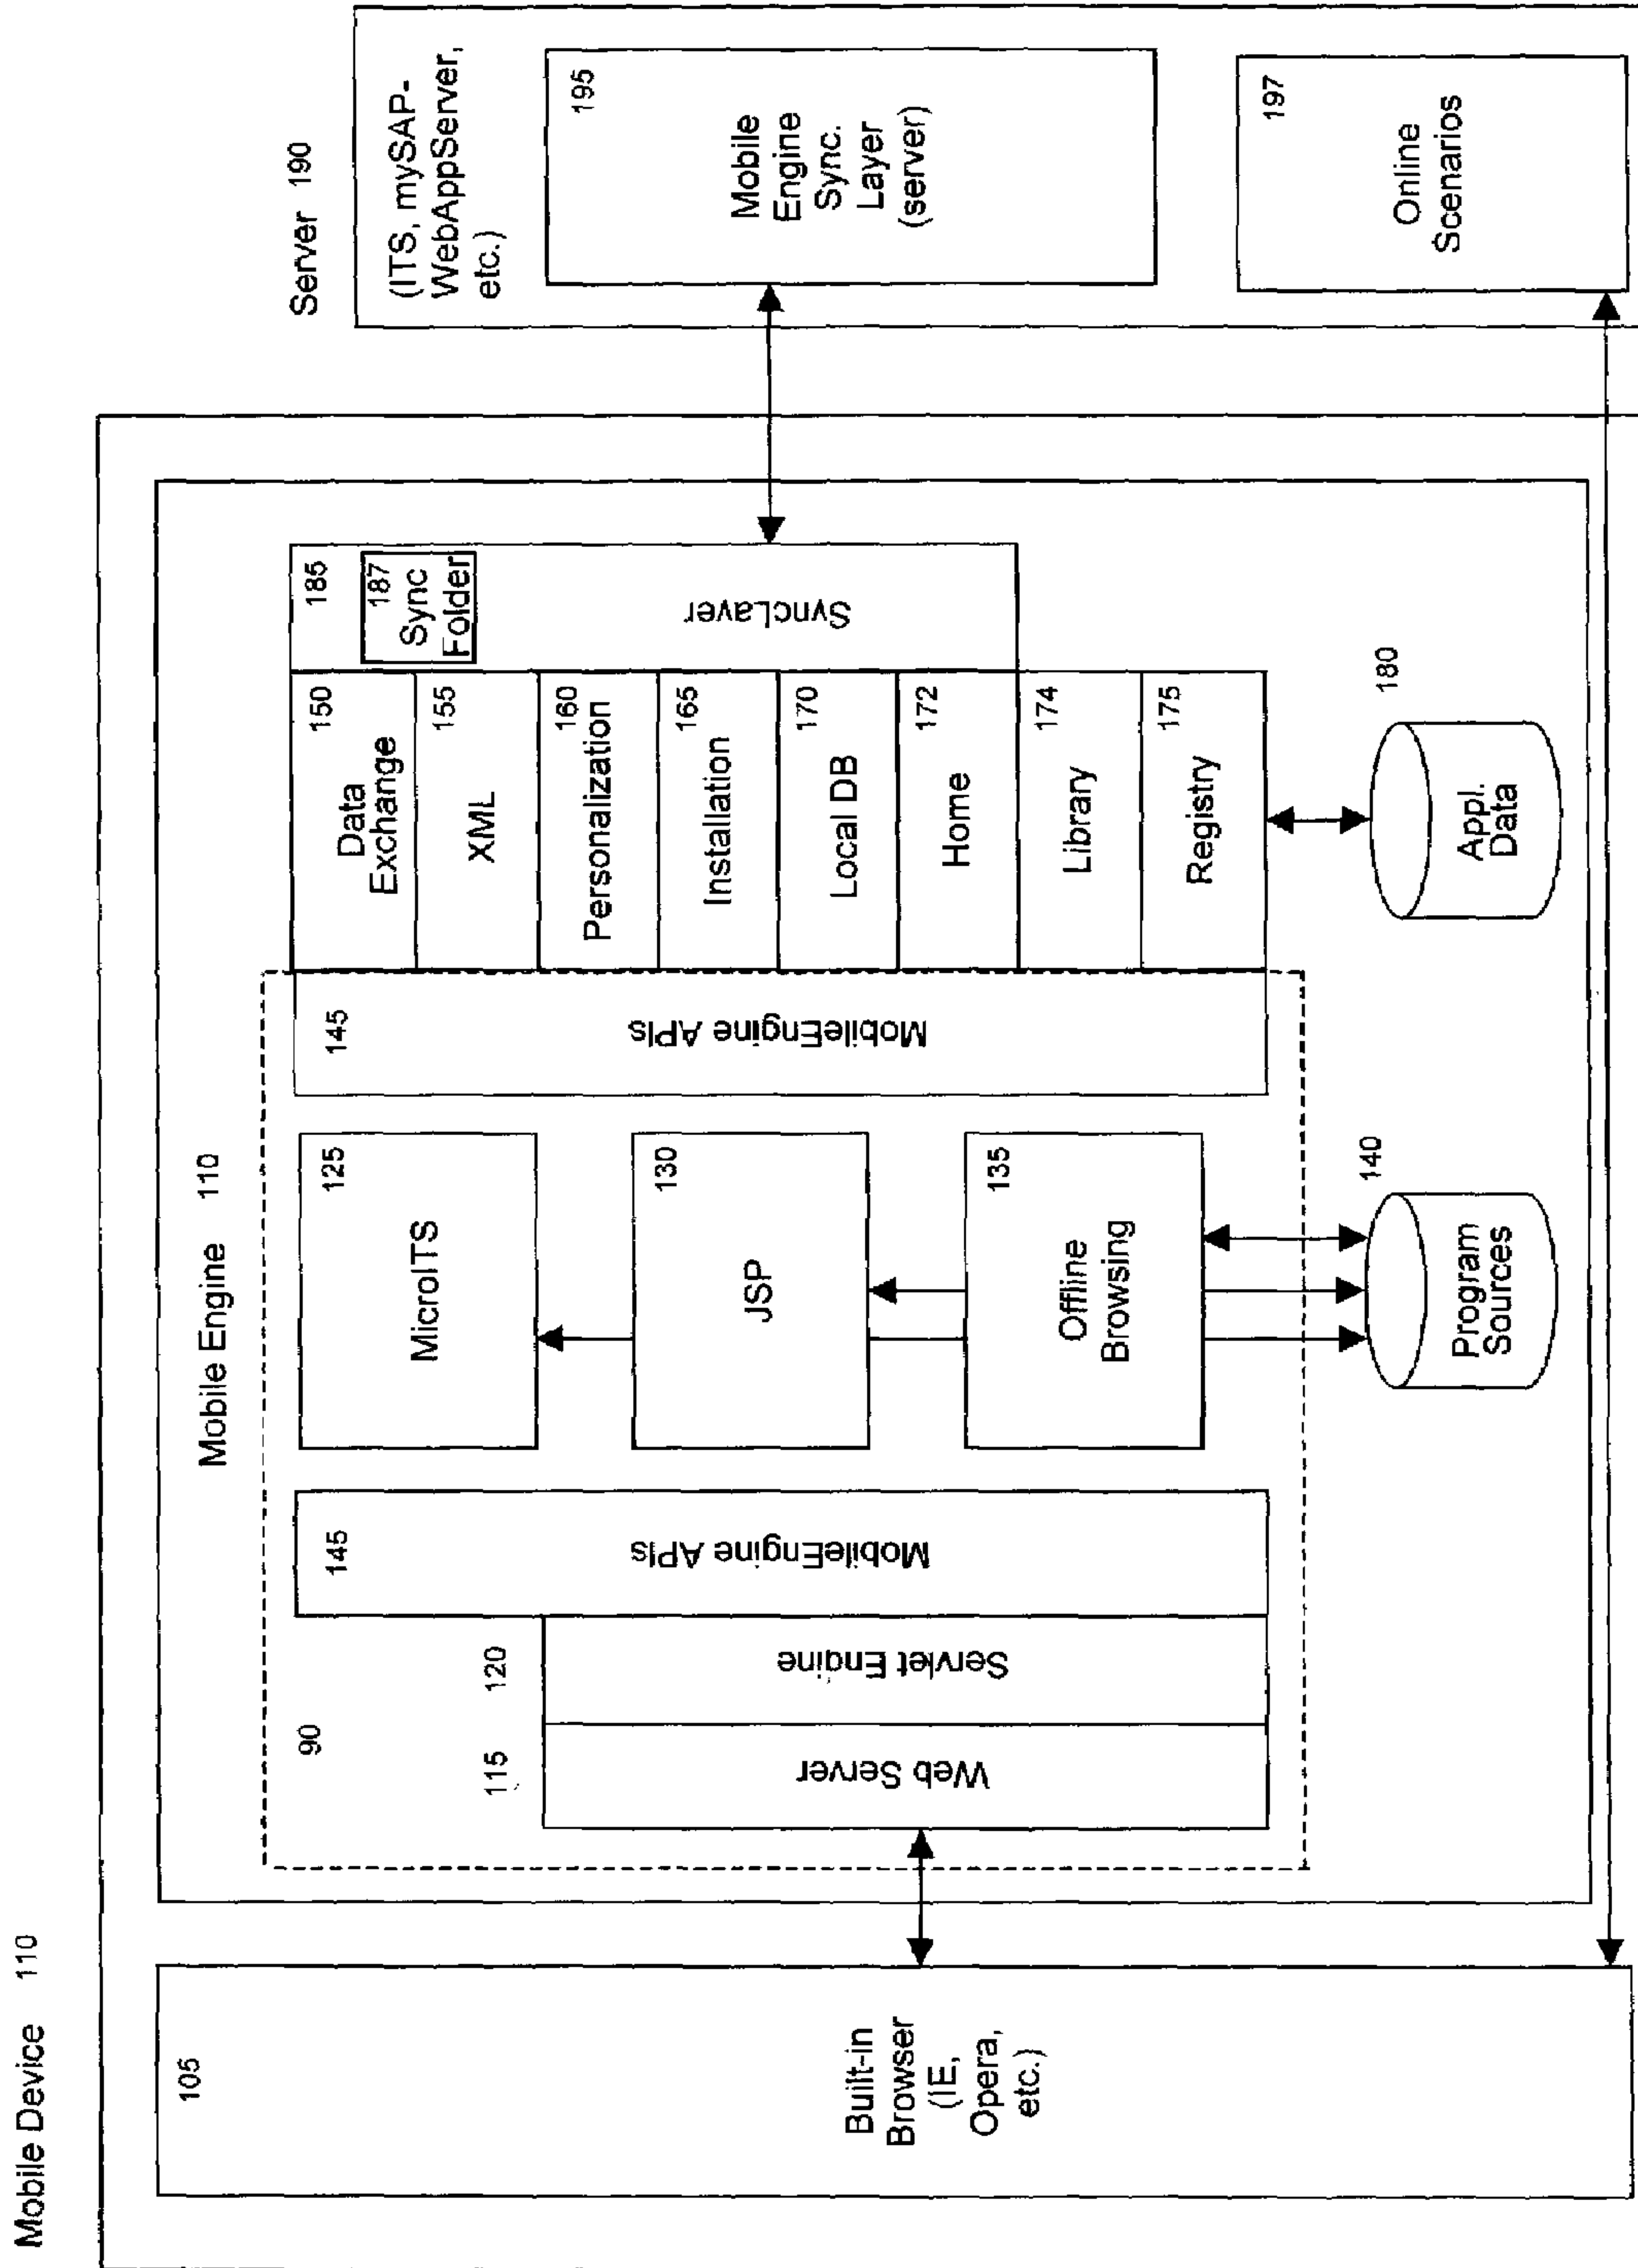 Mobile Device 110
105
Built-in
Browser
(IE,
Opera,
etc.)
Mobile Engine 110
90
115
Web Server
120
Servlet Engine
145
MobileEngine APIs
125
MicroITS
130
JSP
135
Offline
Browsing
140
Program
Sources
145
MobileEngine APIs
150
Data
Exchange
155
XML
160
Personalization
165
Installation
170
Local DB
172
Home
174
Library
175
Registry
180
Appl.
Data
185
187
Sync
Folder
SyncLayer
Server 190
(ITS, mySAP-
WebAppServer,
etc.)
195
Mobile
Engine
Sync.
Layer
(server)
197
Online
Scenarios